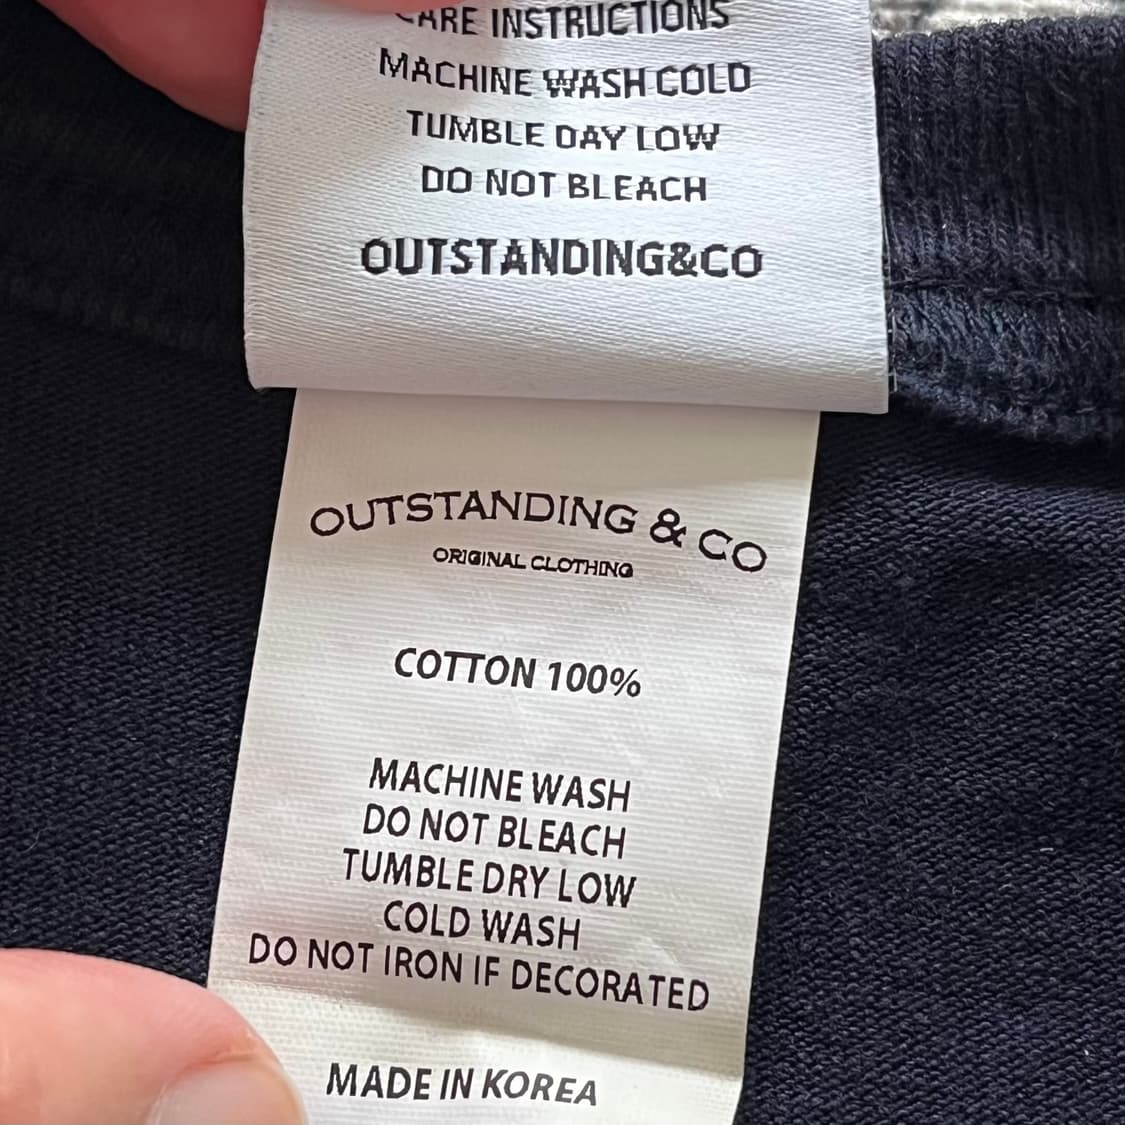 CARE INSTRUCTIONS
MACHINE WASH COLD
TUMBLE DAY LOW
DO NOT BLEACH
OUTSTANDING&CO
OUTSTANDING & CO
ORIGINAL CLOTHING
COTTON 100%
MACHINE WASH
DO NOT BLEACH
TUMBLE DRY LOW
COLD WASH
DO NOT IRON IF DECORATED
MADE IN KOREA